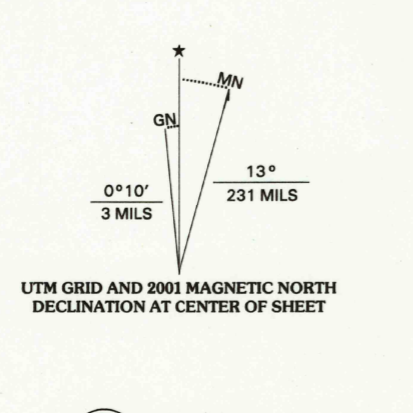 ★
MN
GN
13°
231 MILS
0°10′
3 MILS
UTM GRID AND 2001 MAGNETIC NORTH
DECLINATION AT CENTER OF SHEET